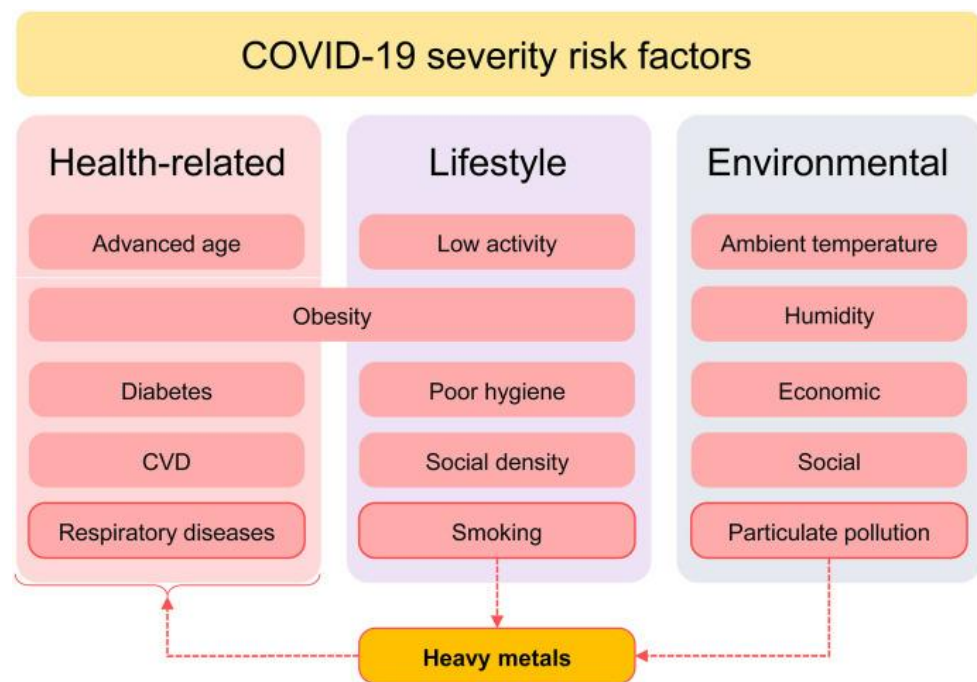 COVID-19 severity risk factors
Health-related
Advanced age
Obesity
Diabetes
CVD
Respiratory diseases
Lifestyle
Low activity
Poor hygiene
Social density
Smoking
Environmental
Ambient temperature
Humidity
Economic
Social
Particulate pollution
Heavy metals